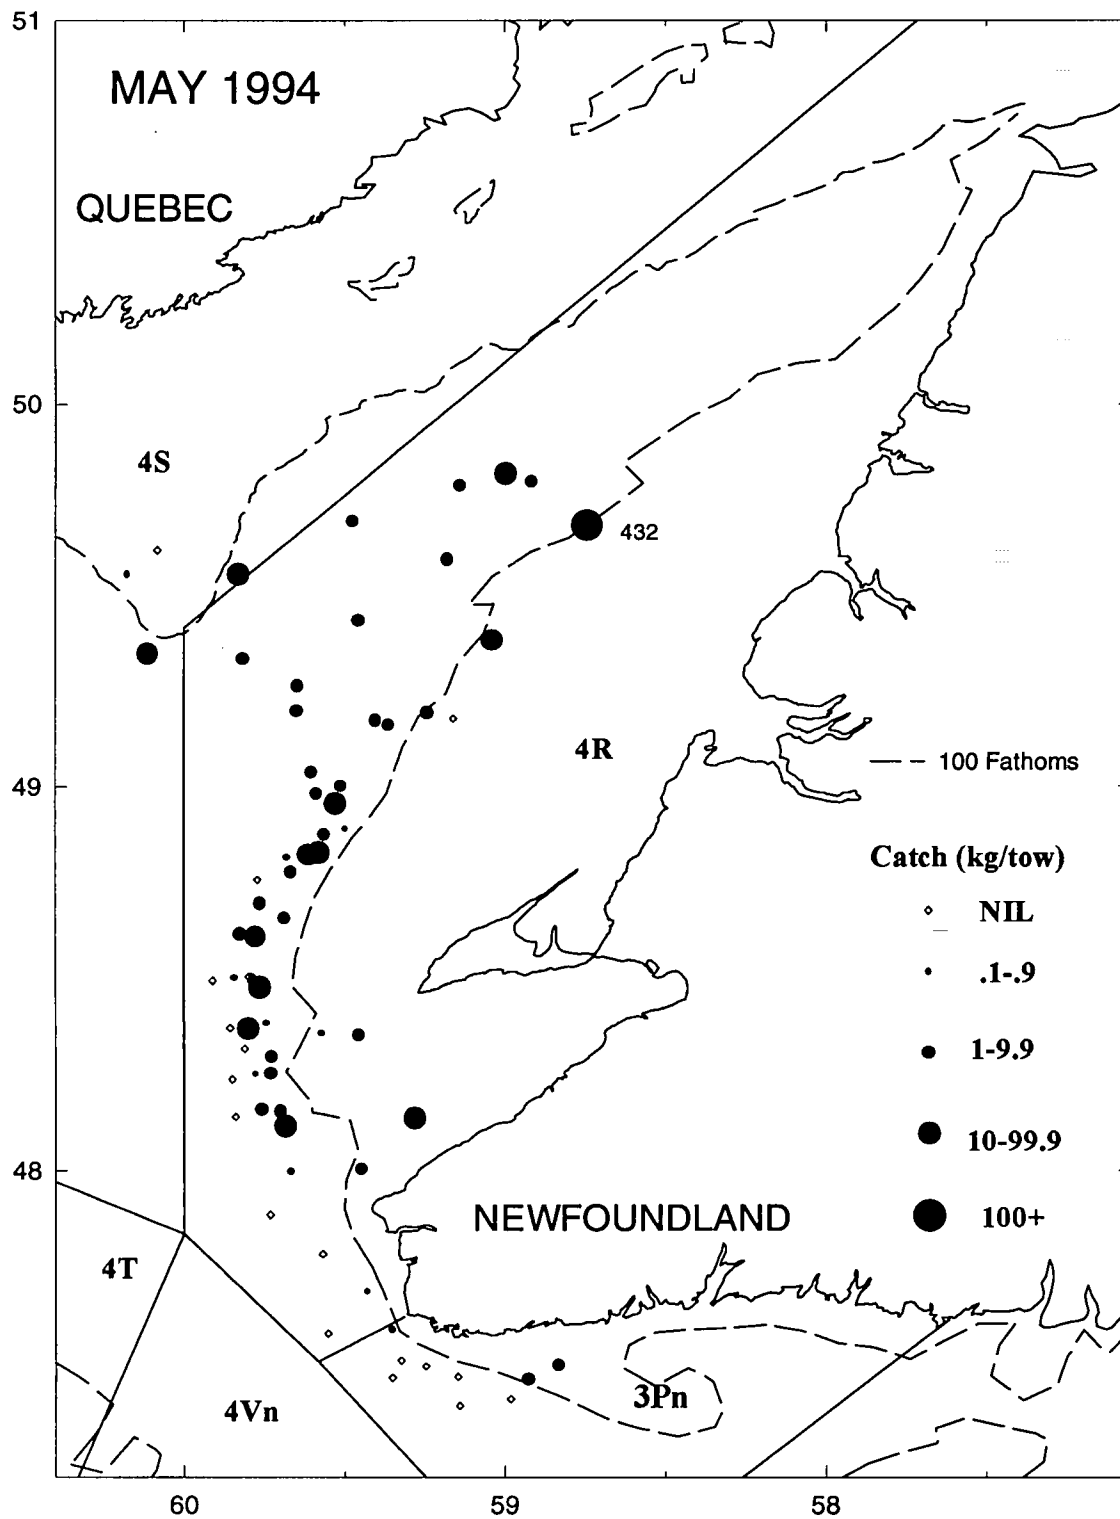 51
MAY 1994
QUEBEC
50
4S
432
4R
100 Fathoms
49
Catch (kg/tow)
NIL
.1-.9
1-9.9
10-99.9
48
NEWFOUNDLAND
100+
4T
3Pn
4Vn
60
59
58